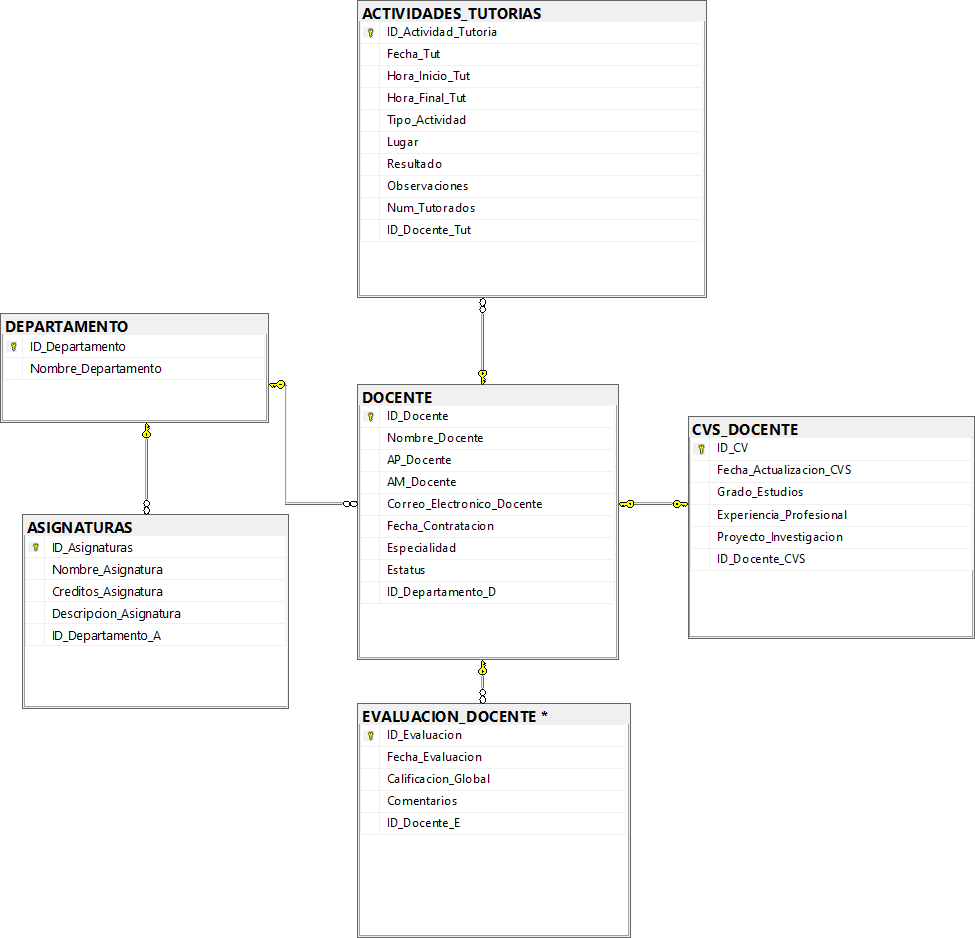 ACTIVIDADES_TUTORIAS
ID_Actividad_Tutoria
Fecha_Tut
Hora_Inicio_Tut
Hora_Final_Tut
Tipo_Actividad
Lugar
Resultado
Observaciones
Num_Tutorados
ID_Docente_Tut
DEPARTAMENTO
ID_Departamento
Nombre_Departamento
DOCENTE
ID_Docente
Nombre_Docente
AP_Docente
AM_Docente
Correo_Electronico_Docente
Fecha_Contratacion
Especialidad
Estatus
ID_Departamento_D
CVS_DOCENTE
ID_CV
Fecha_Actualizacion_CVS
Grado_Estudios
Experiencia_Profesional
Proyecto_Investigacion
ID_Docente_CVS
ASIGNATURAS
ID_Asignaturas
Nombre_Asignatura
Creditos_Asignatura
Descripcion_Asignatura
ID_Departamento_A
EVALUACION_DOCENTE *
ID_Evaluacion
Fecha_Evaluacion
Calificacion_Global
Comentarios
ID_Docente_E